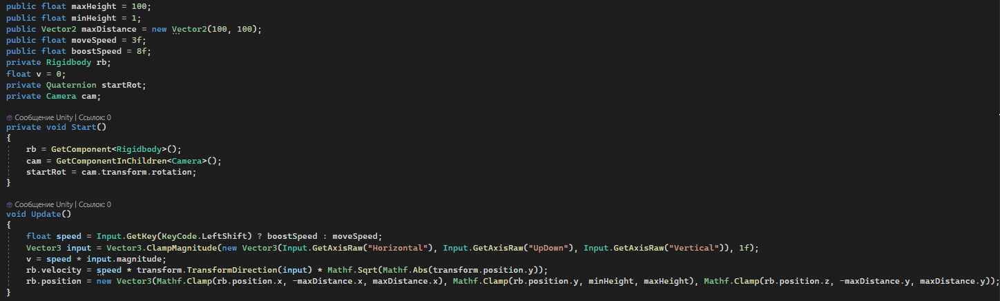 public float maxHeight = 100;
public float minHeight = 1;
public Vector2 maxDistance = new Vector2(100, 100);
public float moveSpeed = 3f;
public float boostSpeed = 8f;
private Rigidbody rb;
float v = 0;
private Quaternion startRot;
private Camera cam;
Сообщение Unity | Ссылок: 0
private void Start()
{
rb = GetComponent<Rigidbody>();
cam = GetComponentInChildren<Camera>();
startRot = cam.transform.rotation;
}
Сообщение Unity | Ссылок: 0
void Update()
{
float speed = Input.GetKey(KeyCode.LeftShift) ? boostSpeed : moveSpeed;
Vector3 input = Vector3.ClampMagnitude(new Vector3(Input.GetAxisRaw("Horizontal"), Input.GetAxisRaw("UpDown"), Input.GetAxisRaw("Vertical")), 1f);
v = speed * input.magnitude;
rb.velocity = speed * transform.TransformDirection(input) * Mathf.Sqrt(Mathf.Abs(transform.position.y));
rb.position = new Vector3(Mathf.Clamp(rb.position.x, -maxDistance.x, maxDistance.x), Mathf.Clamp(rb.position.y, minHeight, maxHeight), Mathf.Clamp(rb.position.z, -maxDistance.y, maxDistance.y));
}